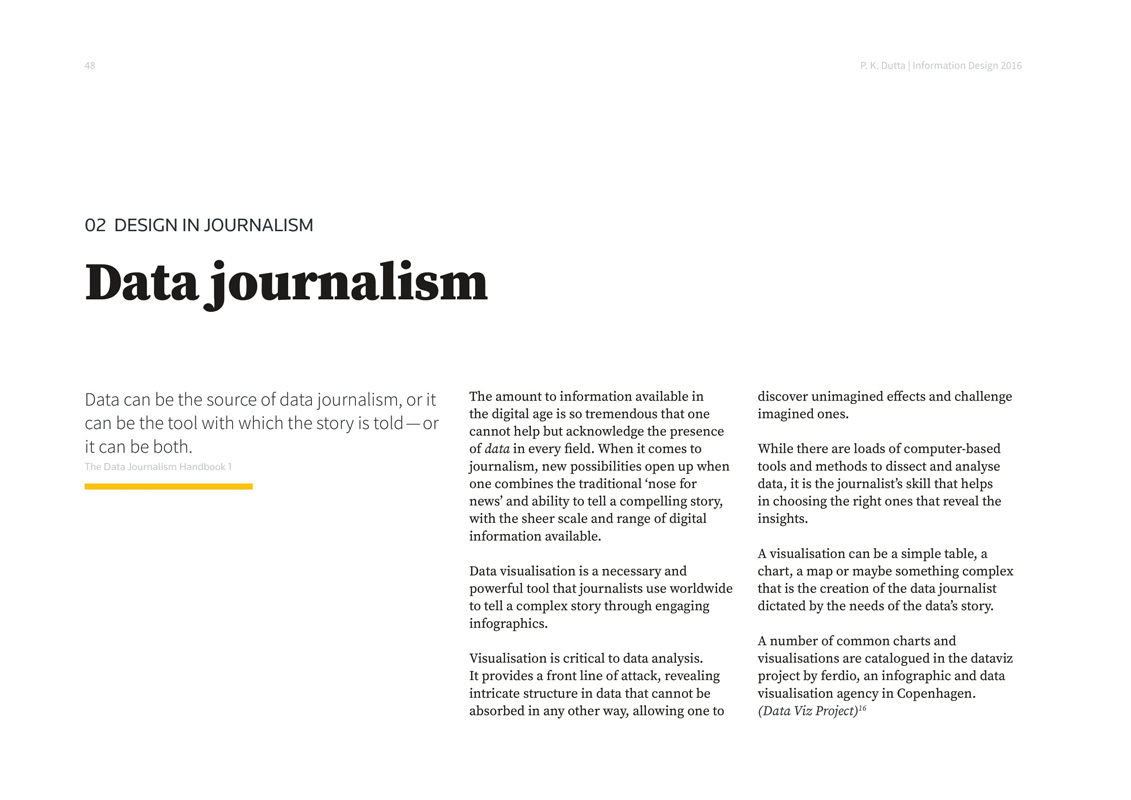 48
P. K. Dutta | Information Design 2016
02 DESIGN IN JOURNALISM
Data journalism
Data can be the source of data journalism, or it
can be the tool with which the story is told — or
it can be both.
The Data Journalism Handbook 1
The amount to information available in
the digital age is so tremendous that one
cannot help but acknowledge the presence
of data in every field. When it comes to
journalism, new possibilities open up when
one combines the traditional ‘nose for
news’ and ability to tell a compelling story,
with the sheer scale and range of digital
information available.
Data visualisation is a necessary and
powerful tool that journalists use worldwide
to tell a complex story through engaging
infographics.
Visualisation is critical to data analysis.
It provides a front line of attack, revealing
intricate structure in data that cannot be
absorbed in any other way, allowing one to
discover unimagined effects and challenge
imagined ones.
While there are loads of computer-based
tools and methods to dissect and analyse
data, it is the journalist’s skill that helps
in choosing the right ones that reveal the
insights.
A visualisation can be a simple table, a
chart, a map or maybe something complex
that is the creation of the data journalist
dictated by the needs of the data’s story.
A number of common charts and
visualisations are catalogued in the dataviz
project by ferdio, an infographic and data
visualisation agency in Copenhagen.
(Data Viz Project)16